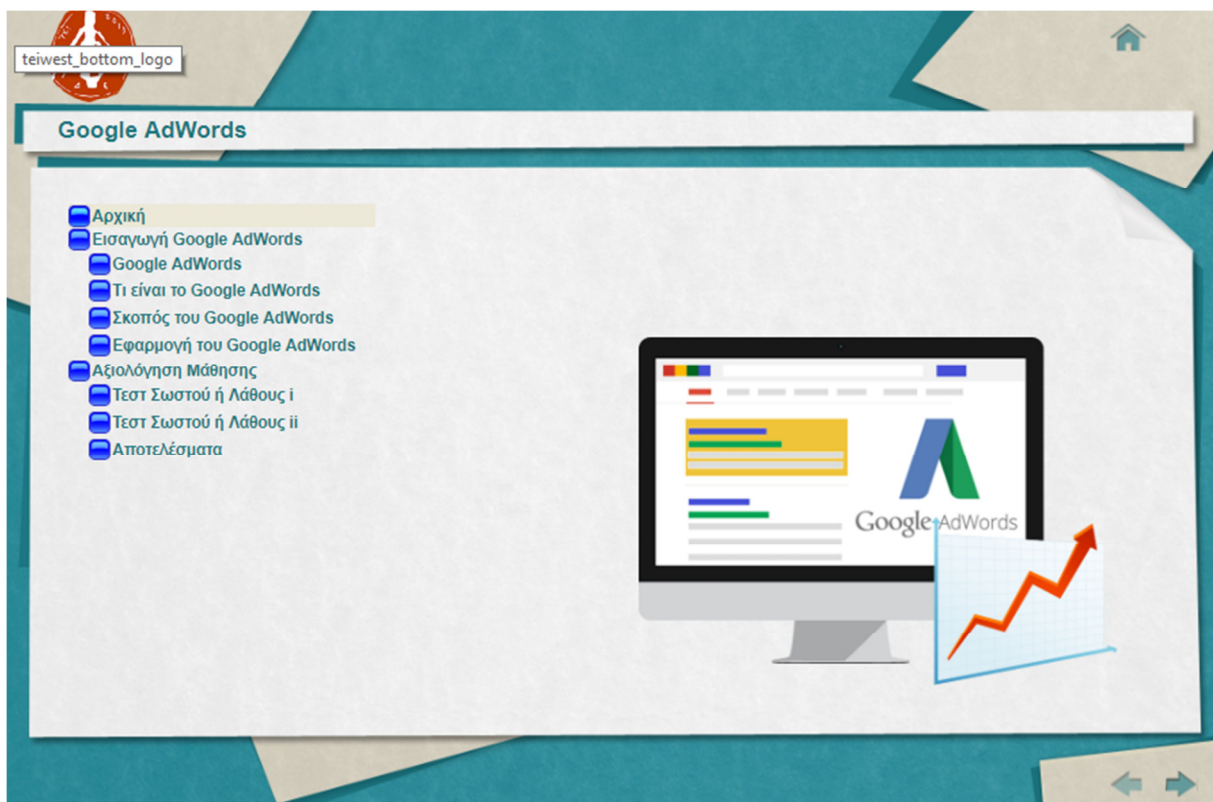 teiwest_bottom_logo
Google AdWords
Αρχική
Εισαγωγή Google AdWords
Google AdWords
Τι είναι το Google AdWords
Σκοπός του Google AdWords
Εφαρμογή του Google AdWords
Αξιολόγηση Μάθησης
Τεστ Σωστού ή Λάθους i
Τεστ Σωστού ή Λάθους ii
Αποτελέσματα
Google AdWords